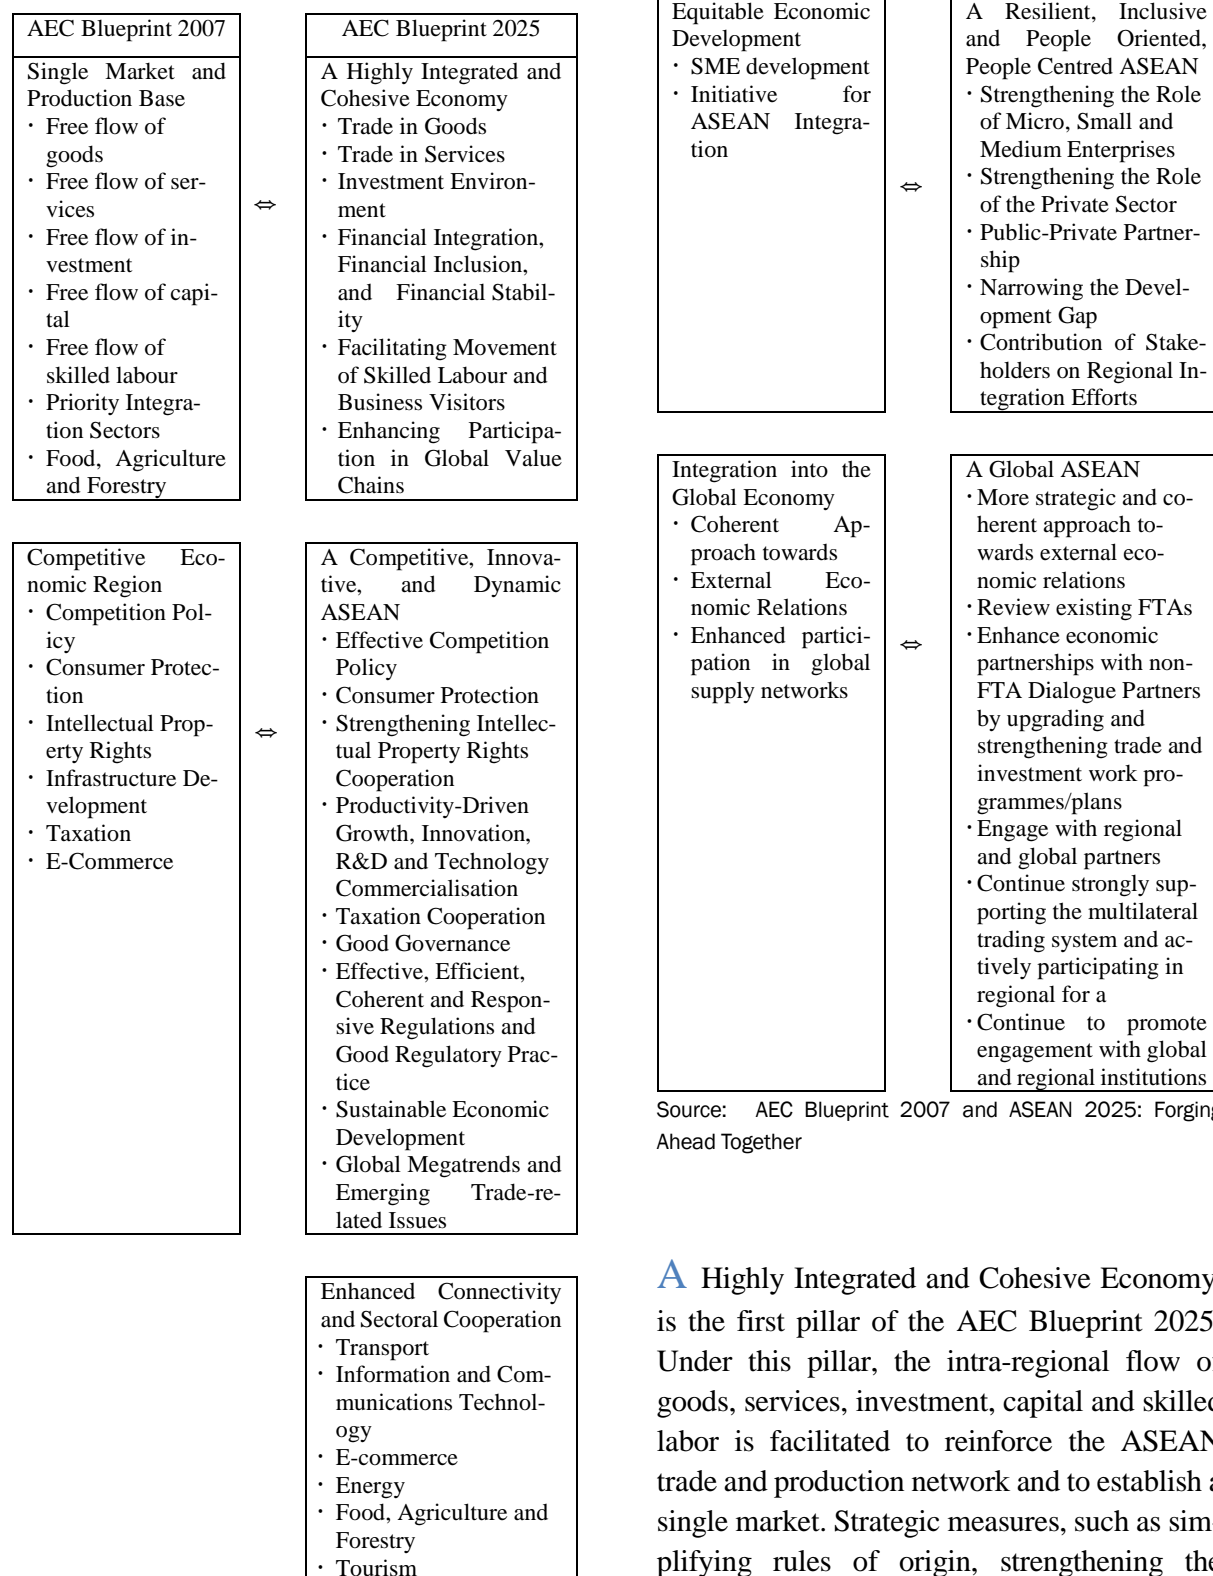 AEC Blueprint 2007
AEC Blueprint 2025
Single Market and
Production Base
· Free flow of
goods
· Free flow of ser-
vices
· Free flow of in-
vestment
· Free flow of capi-
tal
· Free flow of
skilled labour
· Priority Integra-
tion Sectors
· Food, Agriculture
and Forestry
⇔
A Highly Integrated and
Cohesive Economy
· Trade in Goods
· Trade in Services
· Investment Environ-
ment
· Financial Integration,
Financial Inclusion,
and Financial Stabil-
ity
· Facilitating Movement
of Skilled Labour and
Business Visitors
· Enhancing Participa-
tion in Global Value
Chains
Competitive Eco-
nomic Region
· Competition Pol-
icy
· Consumer Protec-
tion
· Intellectual Prop-
erty Rights
· Infrastructure De-
velopment
· Taxation
· E-Commerce
⇔
A Competitive, Innova-
tive, and Dynamic
ASEAN
· Effective Competition
Policy
· Consumer Protection
· Strengthening Intellec-
tual Property Rights
Cooperation
· Productivity-Driven
Growth, Innovation,
R&D and Technology
Commercialisation
· Taxation Cooperation
· Good Governance
· Effective, Efficient,
Coherent and Respon-
sive Regulations and
Good Regulatory Prac-
tice
· Sustainable Economic
Development
· Global Megatrends and
Emerging Trade-re-
lated Issues
Enhanced Connectivity
and Sectoral Cooperation
· Transport
· Information and Com-
munications Technol-
ogy
· E-commerce
· Energy
· Food, Agriculture and
Forestry
· Tourism
Equitable Economic
Development
· SME development
· Initiative for
ASEAN Integra-
tion
⇔
A Resilient, Inclusive
and People Oriented,
People Centred ASEAN
· Strengthening the Role
of Micro, Small and
Medium Enterprises
· Strengthening the Role
of the Private Sector
· Public-Private Partner-
ship
· Narrowing the Devel-
opment Gap
· Contribution of Stake-
holders on Regional In-
tegration Efforts
Integration into the
Global Economy
· Coherent Ap-
proach towards
· External Eco-
nomic Relations
· Enhanced partici-
pation in global
supply networks
⇔
A Global ASEAN
· More strategic and co-
herent approach to-
wards external eco-
nomic relations
· Review existing FTAs
· Enhance economic
partnerships with non-
FTA Dialogue Partners
by upgrading and
strengthening trade and
investment work pro-
grammes/plans
· Engage with regional
and global partners
· Continue strongly sup-
porting the multilateral
trading system and ac-
tively participating in
regional for a
· Continue to promote
engagement with global
and regional institutions
Source: AEC Blueprint 2007 and ASEAN 2025: Forging
Ahead Together
A Highly Integrated and Cohesive Economy
is the first pillar of the AEC Blueprint 2025
Under this pillar, the intra-regional flow of
goods, services, investment, capital and skilled
labor is facilitated to reinforce the ASEAN
trade and production network and to establish a
single market. Strategic measures, such as sim-
plifying rules of origin, strengthening the